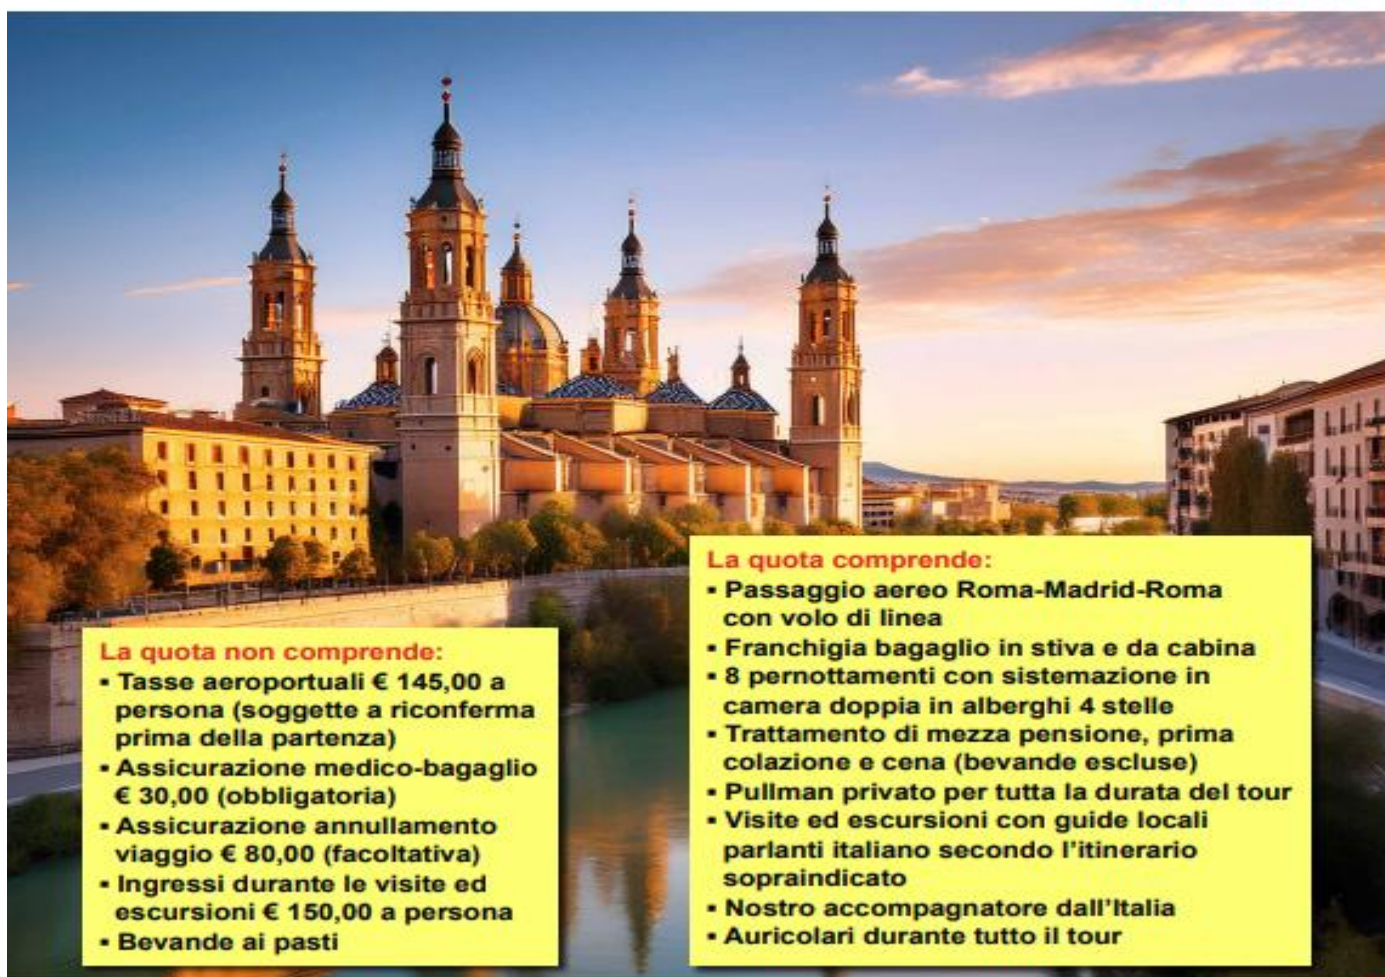 La quota non comprende:
▪ Tasse aeroportuali € 145,00 a
persona (soggette a riconferma
prima della partenza)
▪ Assicurazione medico-bagaglio
€ 30,00 (obbligatoria)
▪ Assicurazione annullamento
viaggio € 80,00 (facoltativa)
▪ Ingressi durante le visite ed
escursioni € 150,00 a persona
▪ Bevande ai pasti
La quota comprende:
▪ Passaggio aereo Roma-Madrid-Roma
con volo di linea
▪ Franchigia bagaglio in stiva e da cabina
▪ 8 pernottamenti con sistemazione in
camera doppia in alberghi 4 stelle
▪ Trattamento di mezza pensione, prima
colazione e cena (bevande escluse)
▪ Pullman privato per tutta la durata del tour
▪ Visite ed escursioni con guide locali
parlanti italiano secondo l'itinerario
sopraindicato
▪ Nostro accompagnatore dall'Italia
▪ Auricolari durante tutto il tour